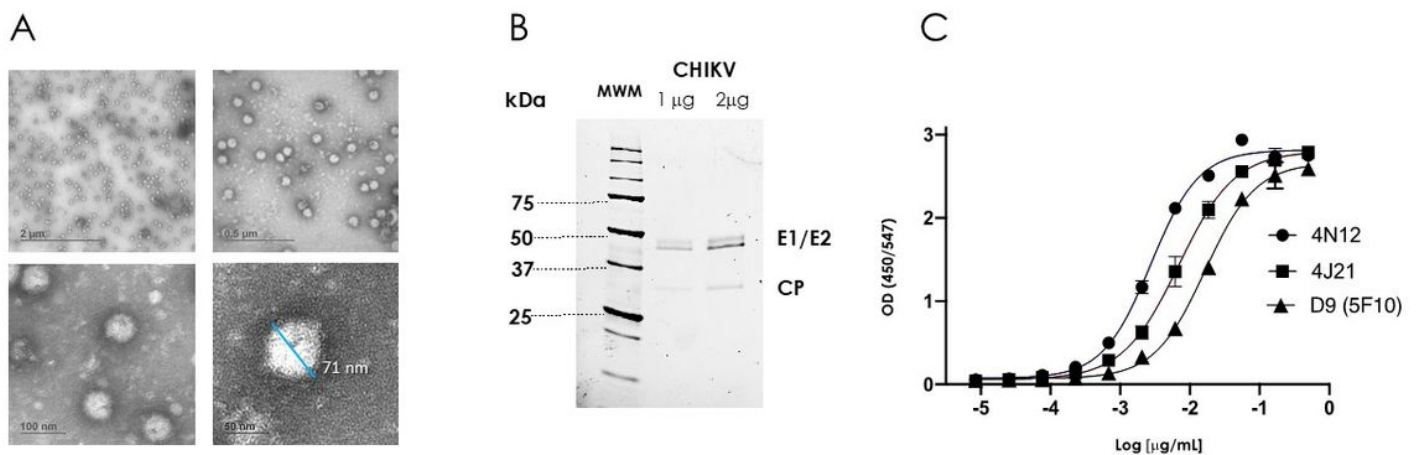 A
2 µm
0.5 µm
100 nm
71 nm
50 nm
B
CHIKV
kDa
MWM
1 µg
2µg
75
50
37
25
E1/E2
CP
C
OD (450/547)
3
2
1
0
-5
-4
-3
-2
-1
0
Log [µg/mL]
4N12
4J21
D9 (5F10)